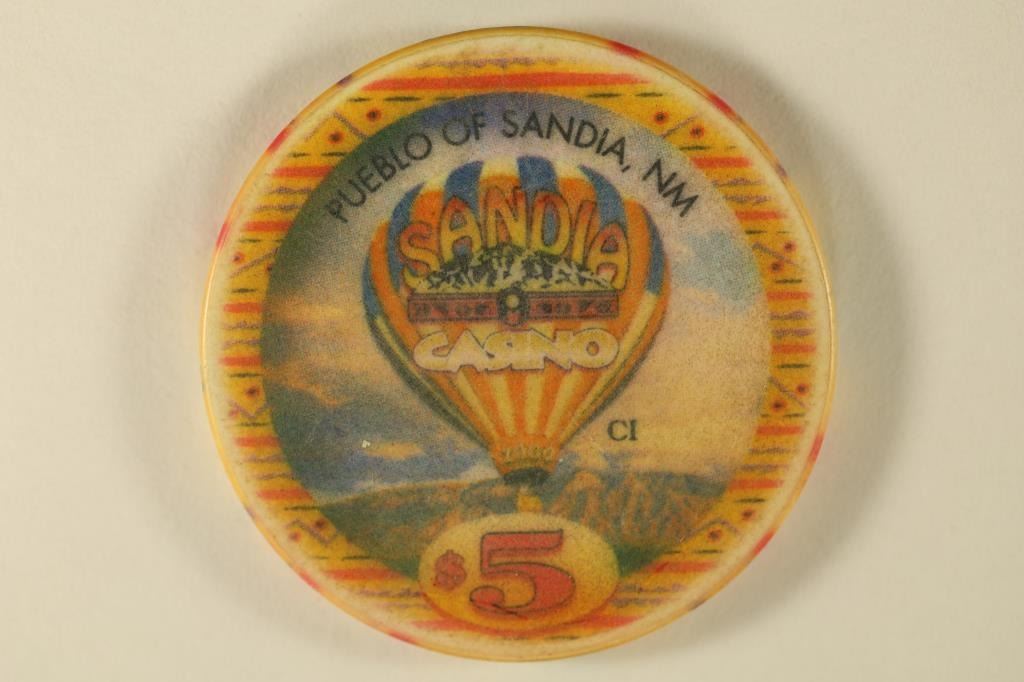 PUEBLO OF SANDIA, NM
SANDIA
CASINO
CI
$5